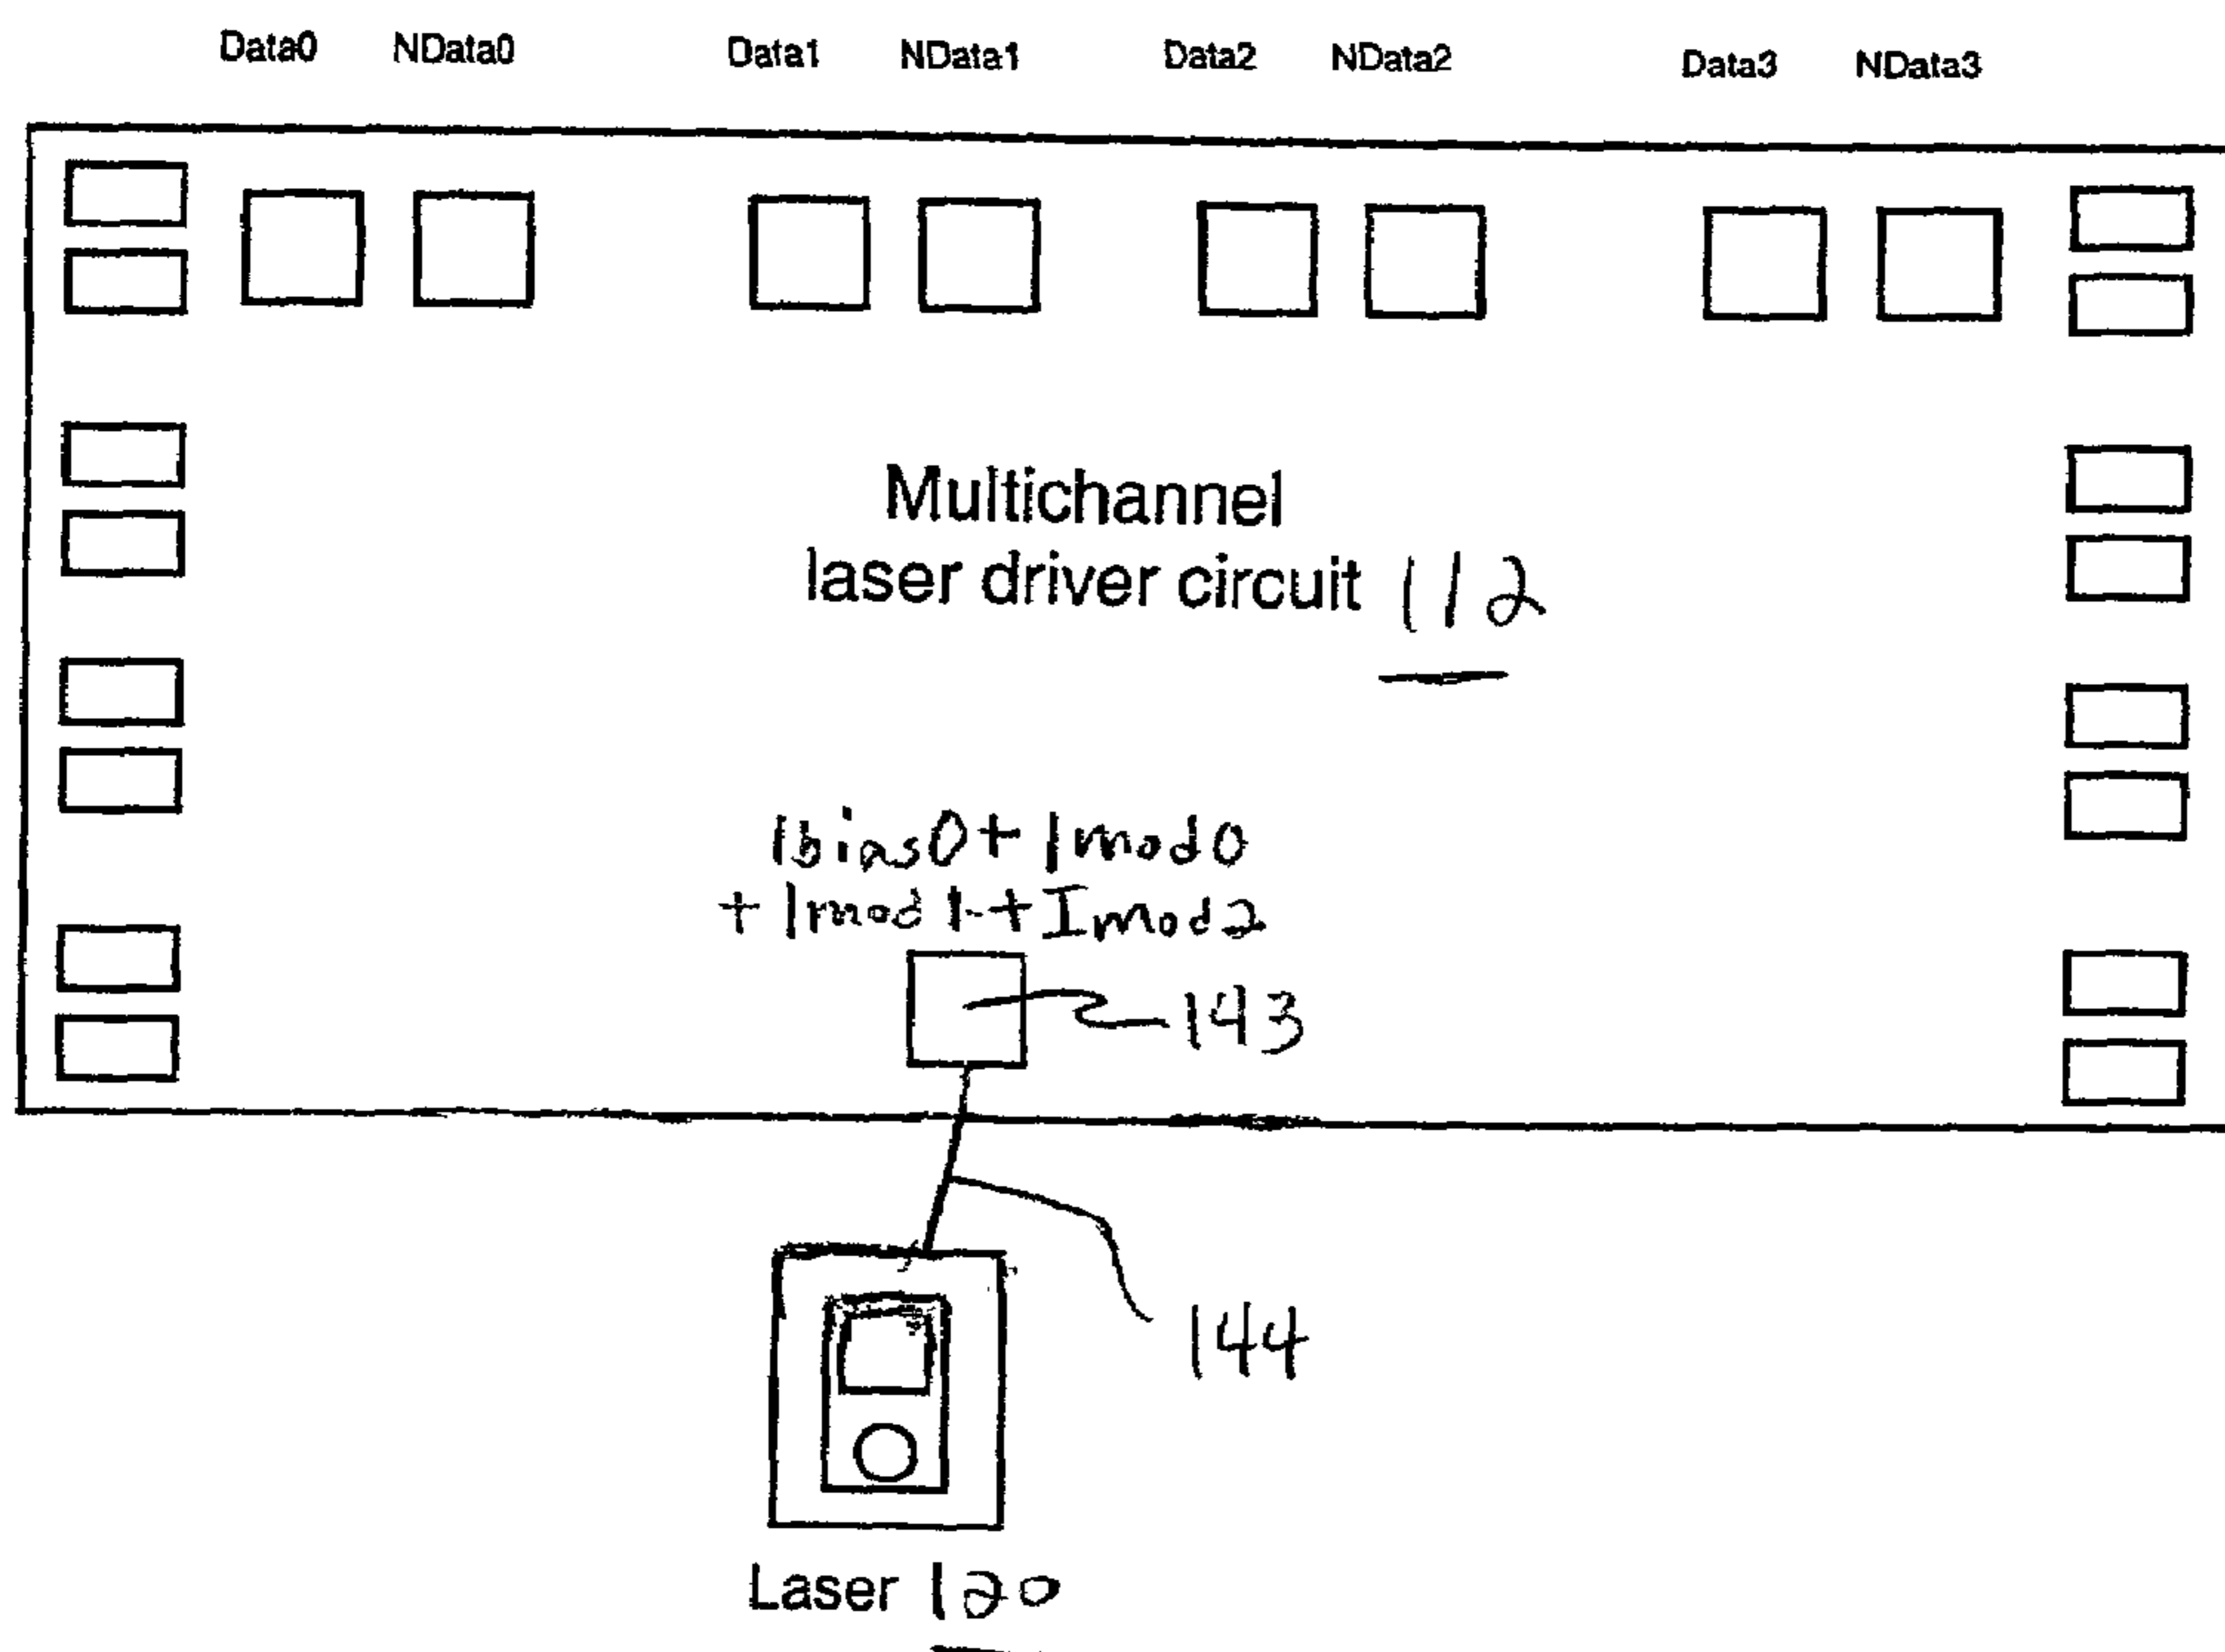 Data0 NData0 Data1 NData1 Data2 NData2 Data3 NData3
Multichannel
laser driver circuit 112
Ibias0+Imod0
+Imod1+Imod2
143
144
Laser 120